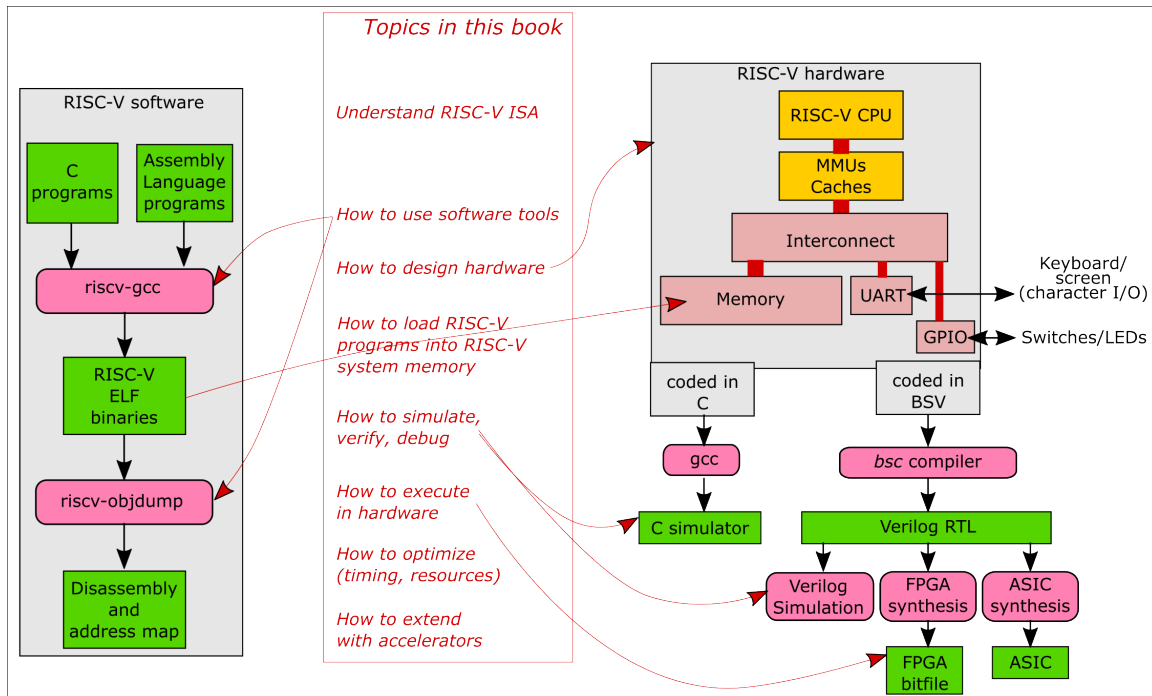 Topics in this book
Understand RISC-V ISA
How to use software tools
How to design hardware
How to load RISC-V
programs into RISC-V
system memory
How to simulate,
verify, debug
How to execute
in hardware
How to optimize
(timing, resources)
How to extend
with accelerators
RISC-V software
C
programs
Assembly
Language
programs
riscv-gcc
RISC-V
ELF
binaries
riscv-objdump
Disassembly
and
address map
RISC-V hardware
RISC-V CPU
MMUs
Caches
Interconnect
Memory
UART
GPIO
Keyboard/
screen
(character I/O)
Switches/LEDs
coded in
C
coded in
BSV
gcc
bsc compiler
C simulator
Verilog RTL
Verilog
Simulation
FPGA
synthesis
ASIC
synthesis
FPGA
bitfile
ASIC